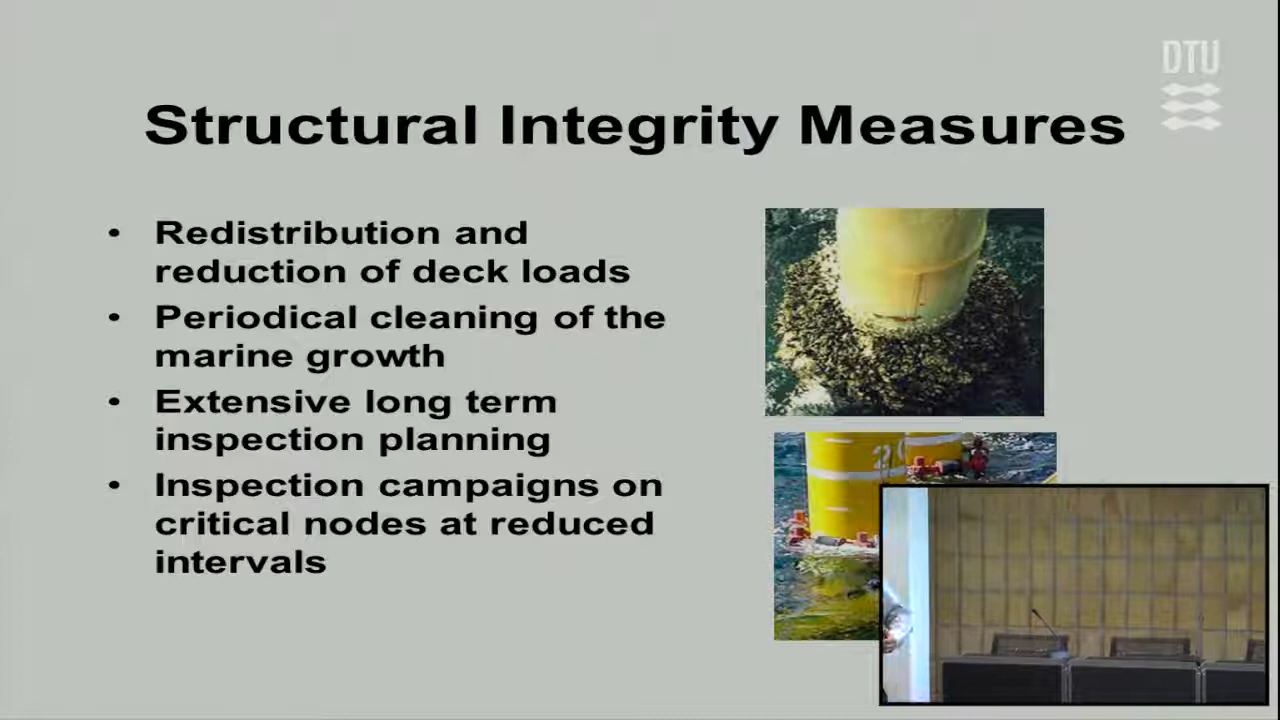 DTU
Structural Integrity Measures
• Redistribution and
reduction of deck loads
• Periodical cleaning of the
marine growth
• Extensive long term
inspection planning
• Inspection campaigns on
critical nodes at reduced
intervals